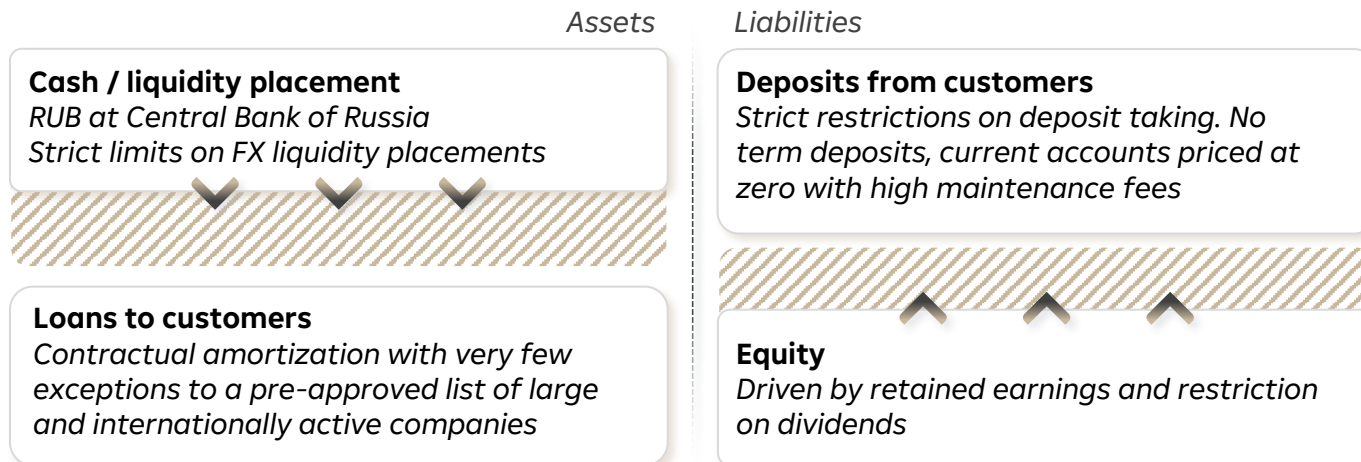 Assets
Cash / liquidity placement
RUB at Central Bank of Russia
Strict limits on FX liquidity placements
Loans to customers
Contractual amortization with very few
exceptions to a pre-approved list of large
and internationally active companies
Liabilities
Deposits from customers
Strict restrictions on deposit taking. No
term deposits, current accounts priced at
zero with high maintenance fees
Equity
Driven by retained earnings and restriction
on dividends